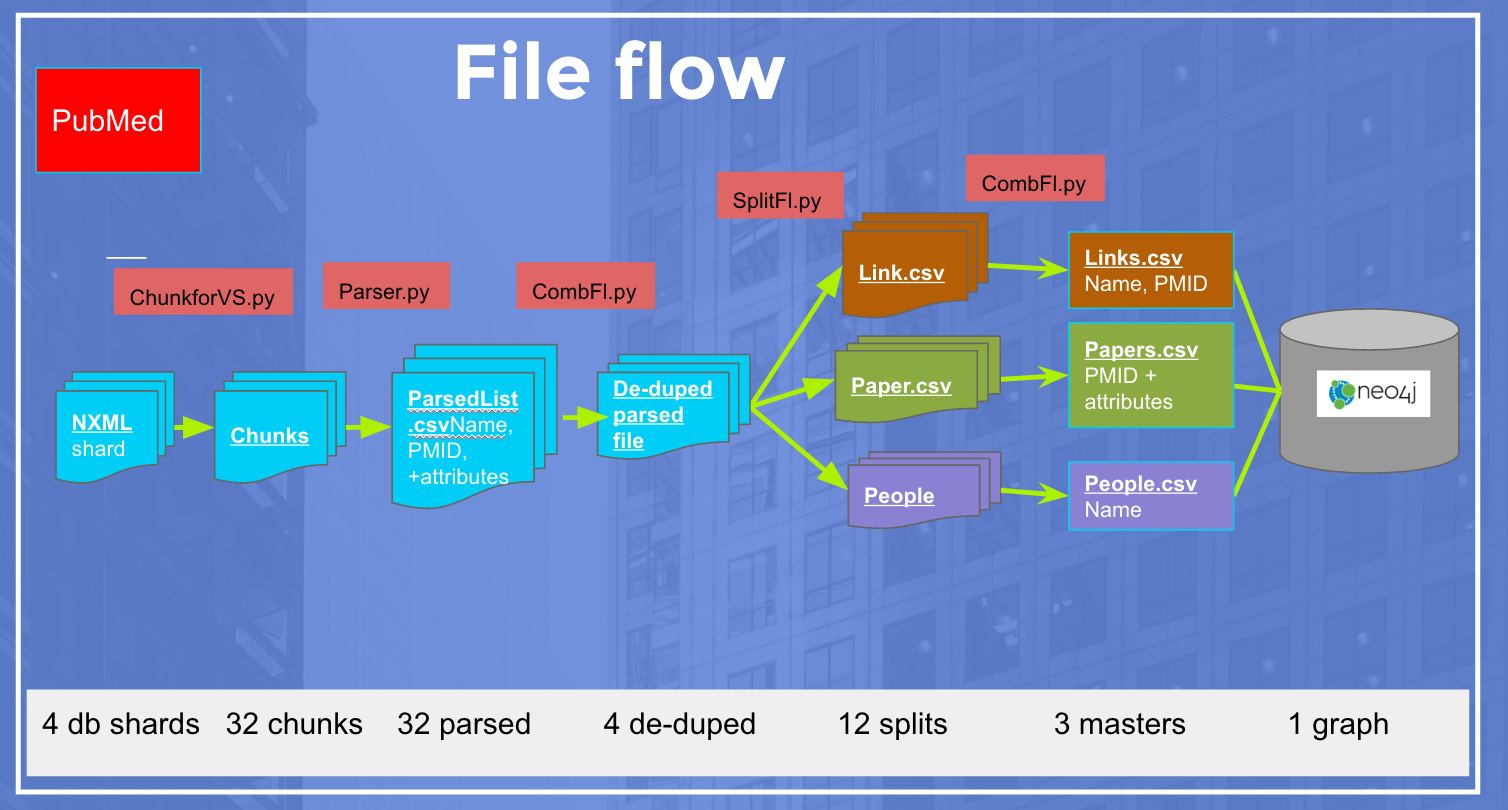 File flow
PubMed
SplitFl.py
CombFl.py
ChunkforVS.py
Parser.py
CombFl.py
NXML
shard
Chunks
ParsedList
.csvName,
PMID,
+attributes
De-duped
parsed
file
Link.csv
Paper.csv
People
Links.csv
Name, PMID
Papers.csv
PMID +
attributes
People.csv
Name
neo4j
4 db shards
32 chunks
32 parsed
4 de-duped
12 splits
3 masters
1 graph